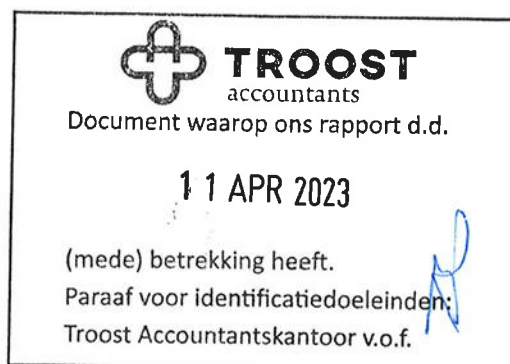 TROOST
accountants
Document waarop ons rapport d.d.
11 APR 2023
(mede) betrekking heeft.
Paraaf voor identificatiedoeleinden:
Troost Accountantskantoor v.o.f.